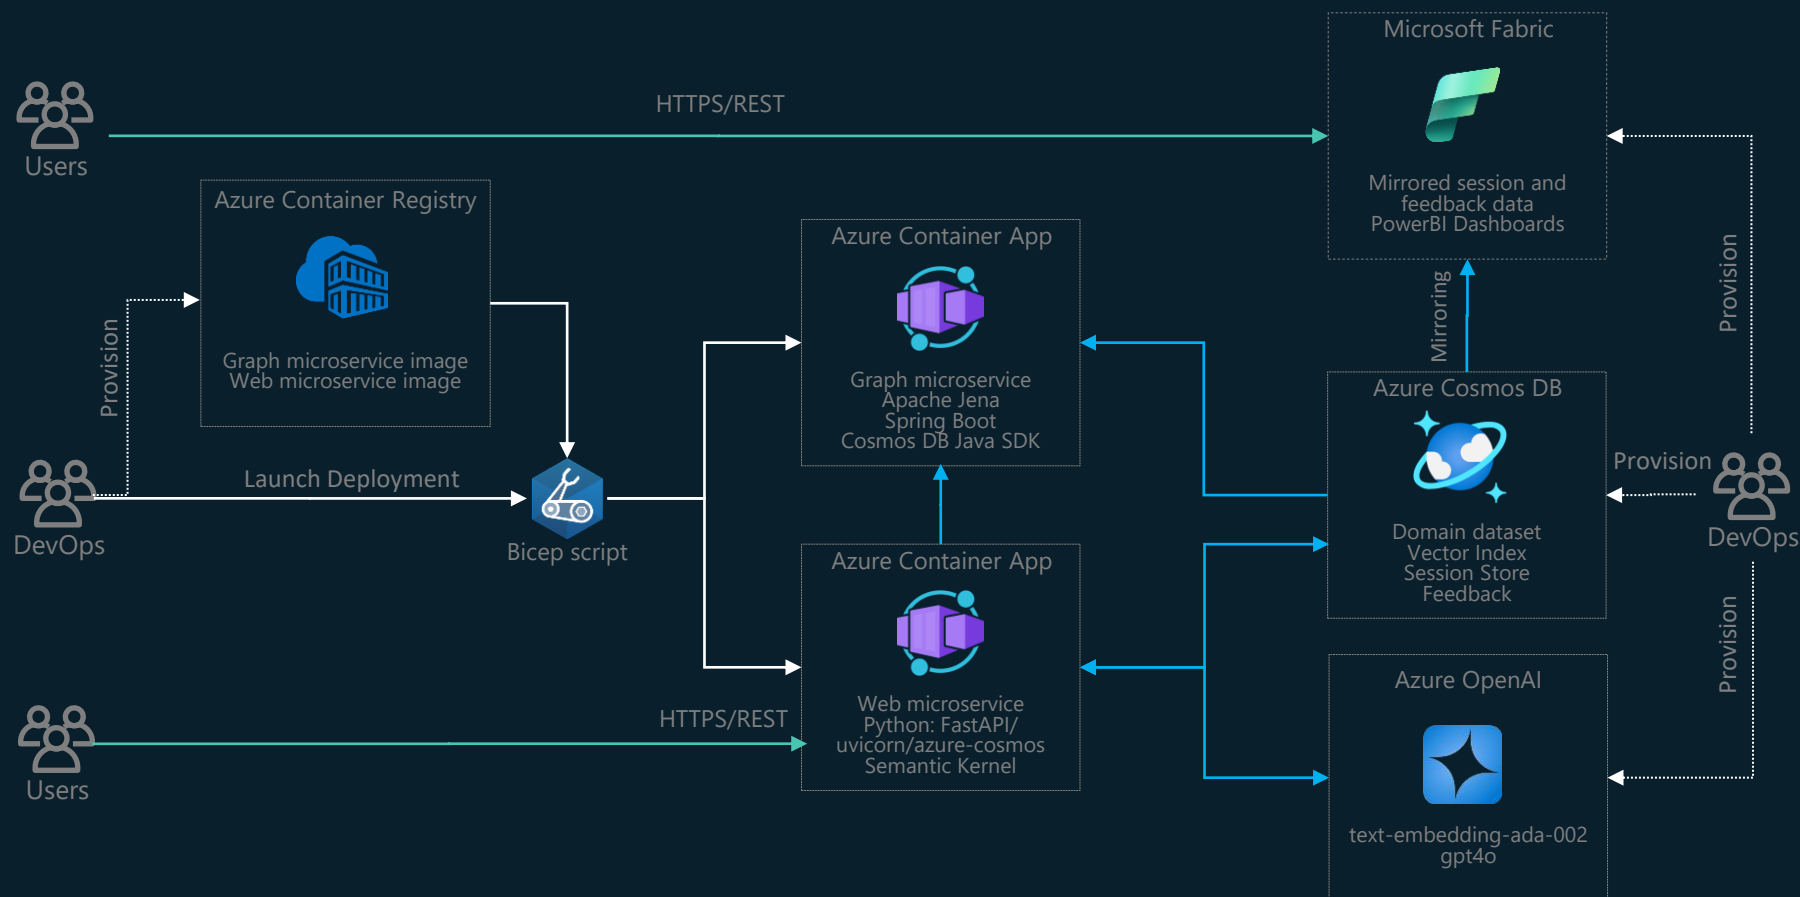 Microsoft Fabric
HTTPS/REST
Users
Mirrored session and
feedback data
PowerBI Dashboards
Azure Container Registry
Graph microservice image
Web microservice image
Provision
Azure Container App
Graph microservice
Apache Jena
Spring Boot
Cosmos DB Java SDK
Mirroring
Provision
Azure Cosmos DB
Domain dataset
Vector Index
Session Store
Feedback
Provision
DevOps
Launch Deployment
DevOps
Bicep script
Azure Container App
Web microservice
Python: FastAPI/
uvicorn/azure-cosmos
Semantic Kernel
Provision
HTTPS/REST
Users
Azure OpenAI
text-embedding-ada-002
gpt4o